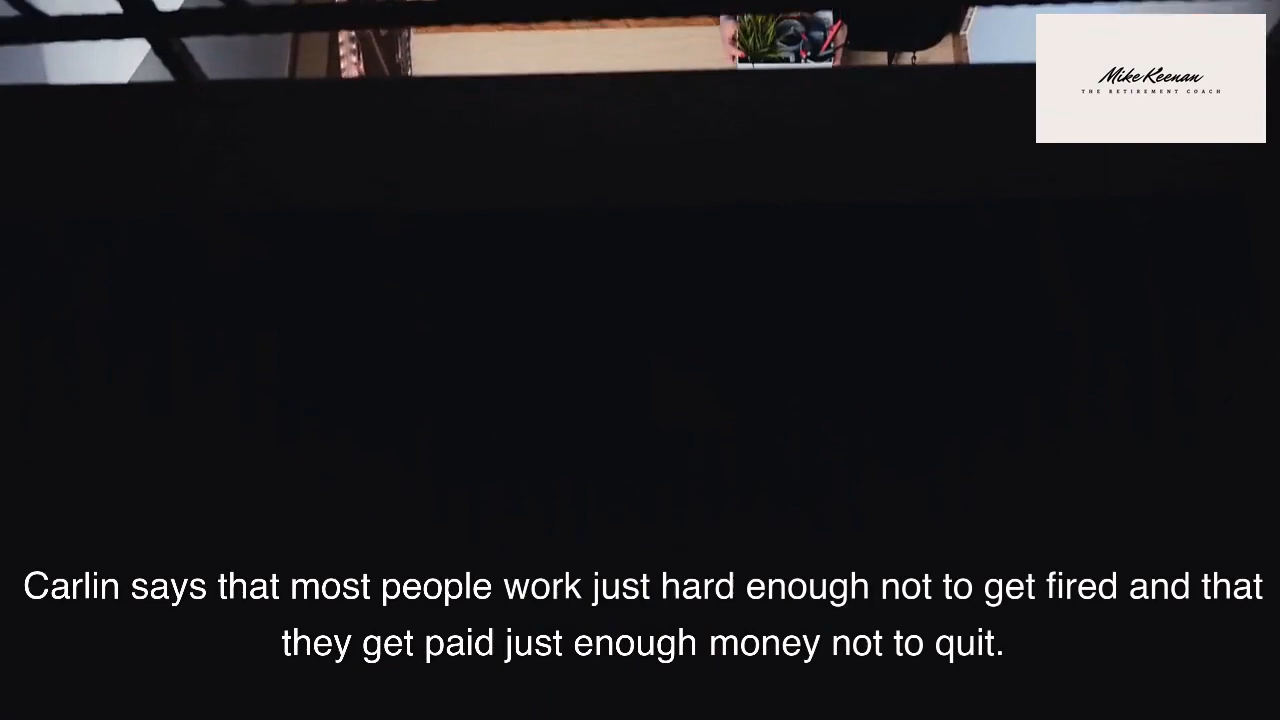 Mike Keenan
THE RETIREMENT COACH
Carlin says that most people work just hard enough not to get fired and that
they get paid just enough money not to quit.